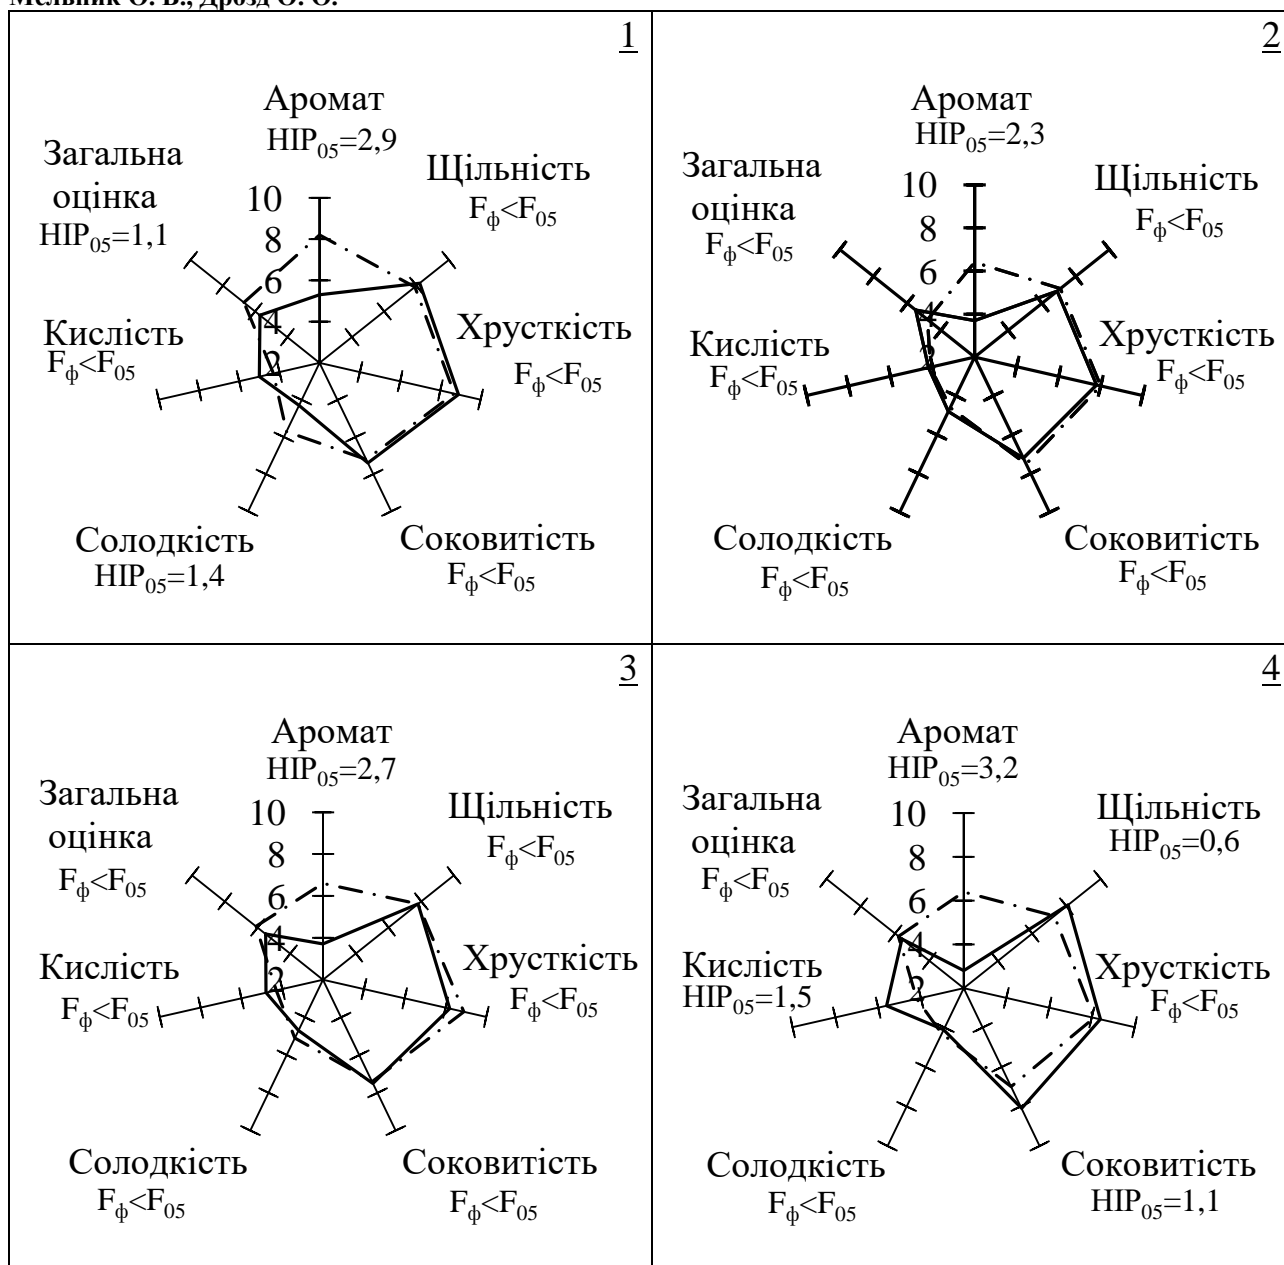 Мельник О. В., Дрозд О. О.
1
Аромат
НІР05=2,9
Загальна
оцінка
НІР05=1,1
Щільність
Fф<F05
10
8
6
4
2
Кислість
Fф<F05
Хрусткість
Fф<F05
Солодкість
НІР05=1,4
Соковитість
Fф<F05
2
Аромат
НІР05=2,3
Загальна
оцінка
Fф<F05
Щільність
Fф<F05
10
8
6
4
2
Кислість
Fф<F05
Хрусткість
Fф<F05
Солодкість
Fф<F05
Соковитість
Fф<F05
3
Аромат
НІР05=2,7
Загальна
оцінка
Fф<F05
Щільність
Fф<F05
10
8
6
4
2
Кислість
Fф<F05
Хрусткість
Fф<F05
Солодкість
Fф<F05
Соковитість
Fф<F05
4
Аромат
НІР05=3,2
Загальна
оцінка
Fф<F05
Щільність
НІР05=0,6
10
8
6
4
2
Кислість
НІР05=1,5
Хрусткість
Fф<F05
Солодкість
Fф<F05
Соковитість
НІР05=1,1